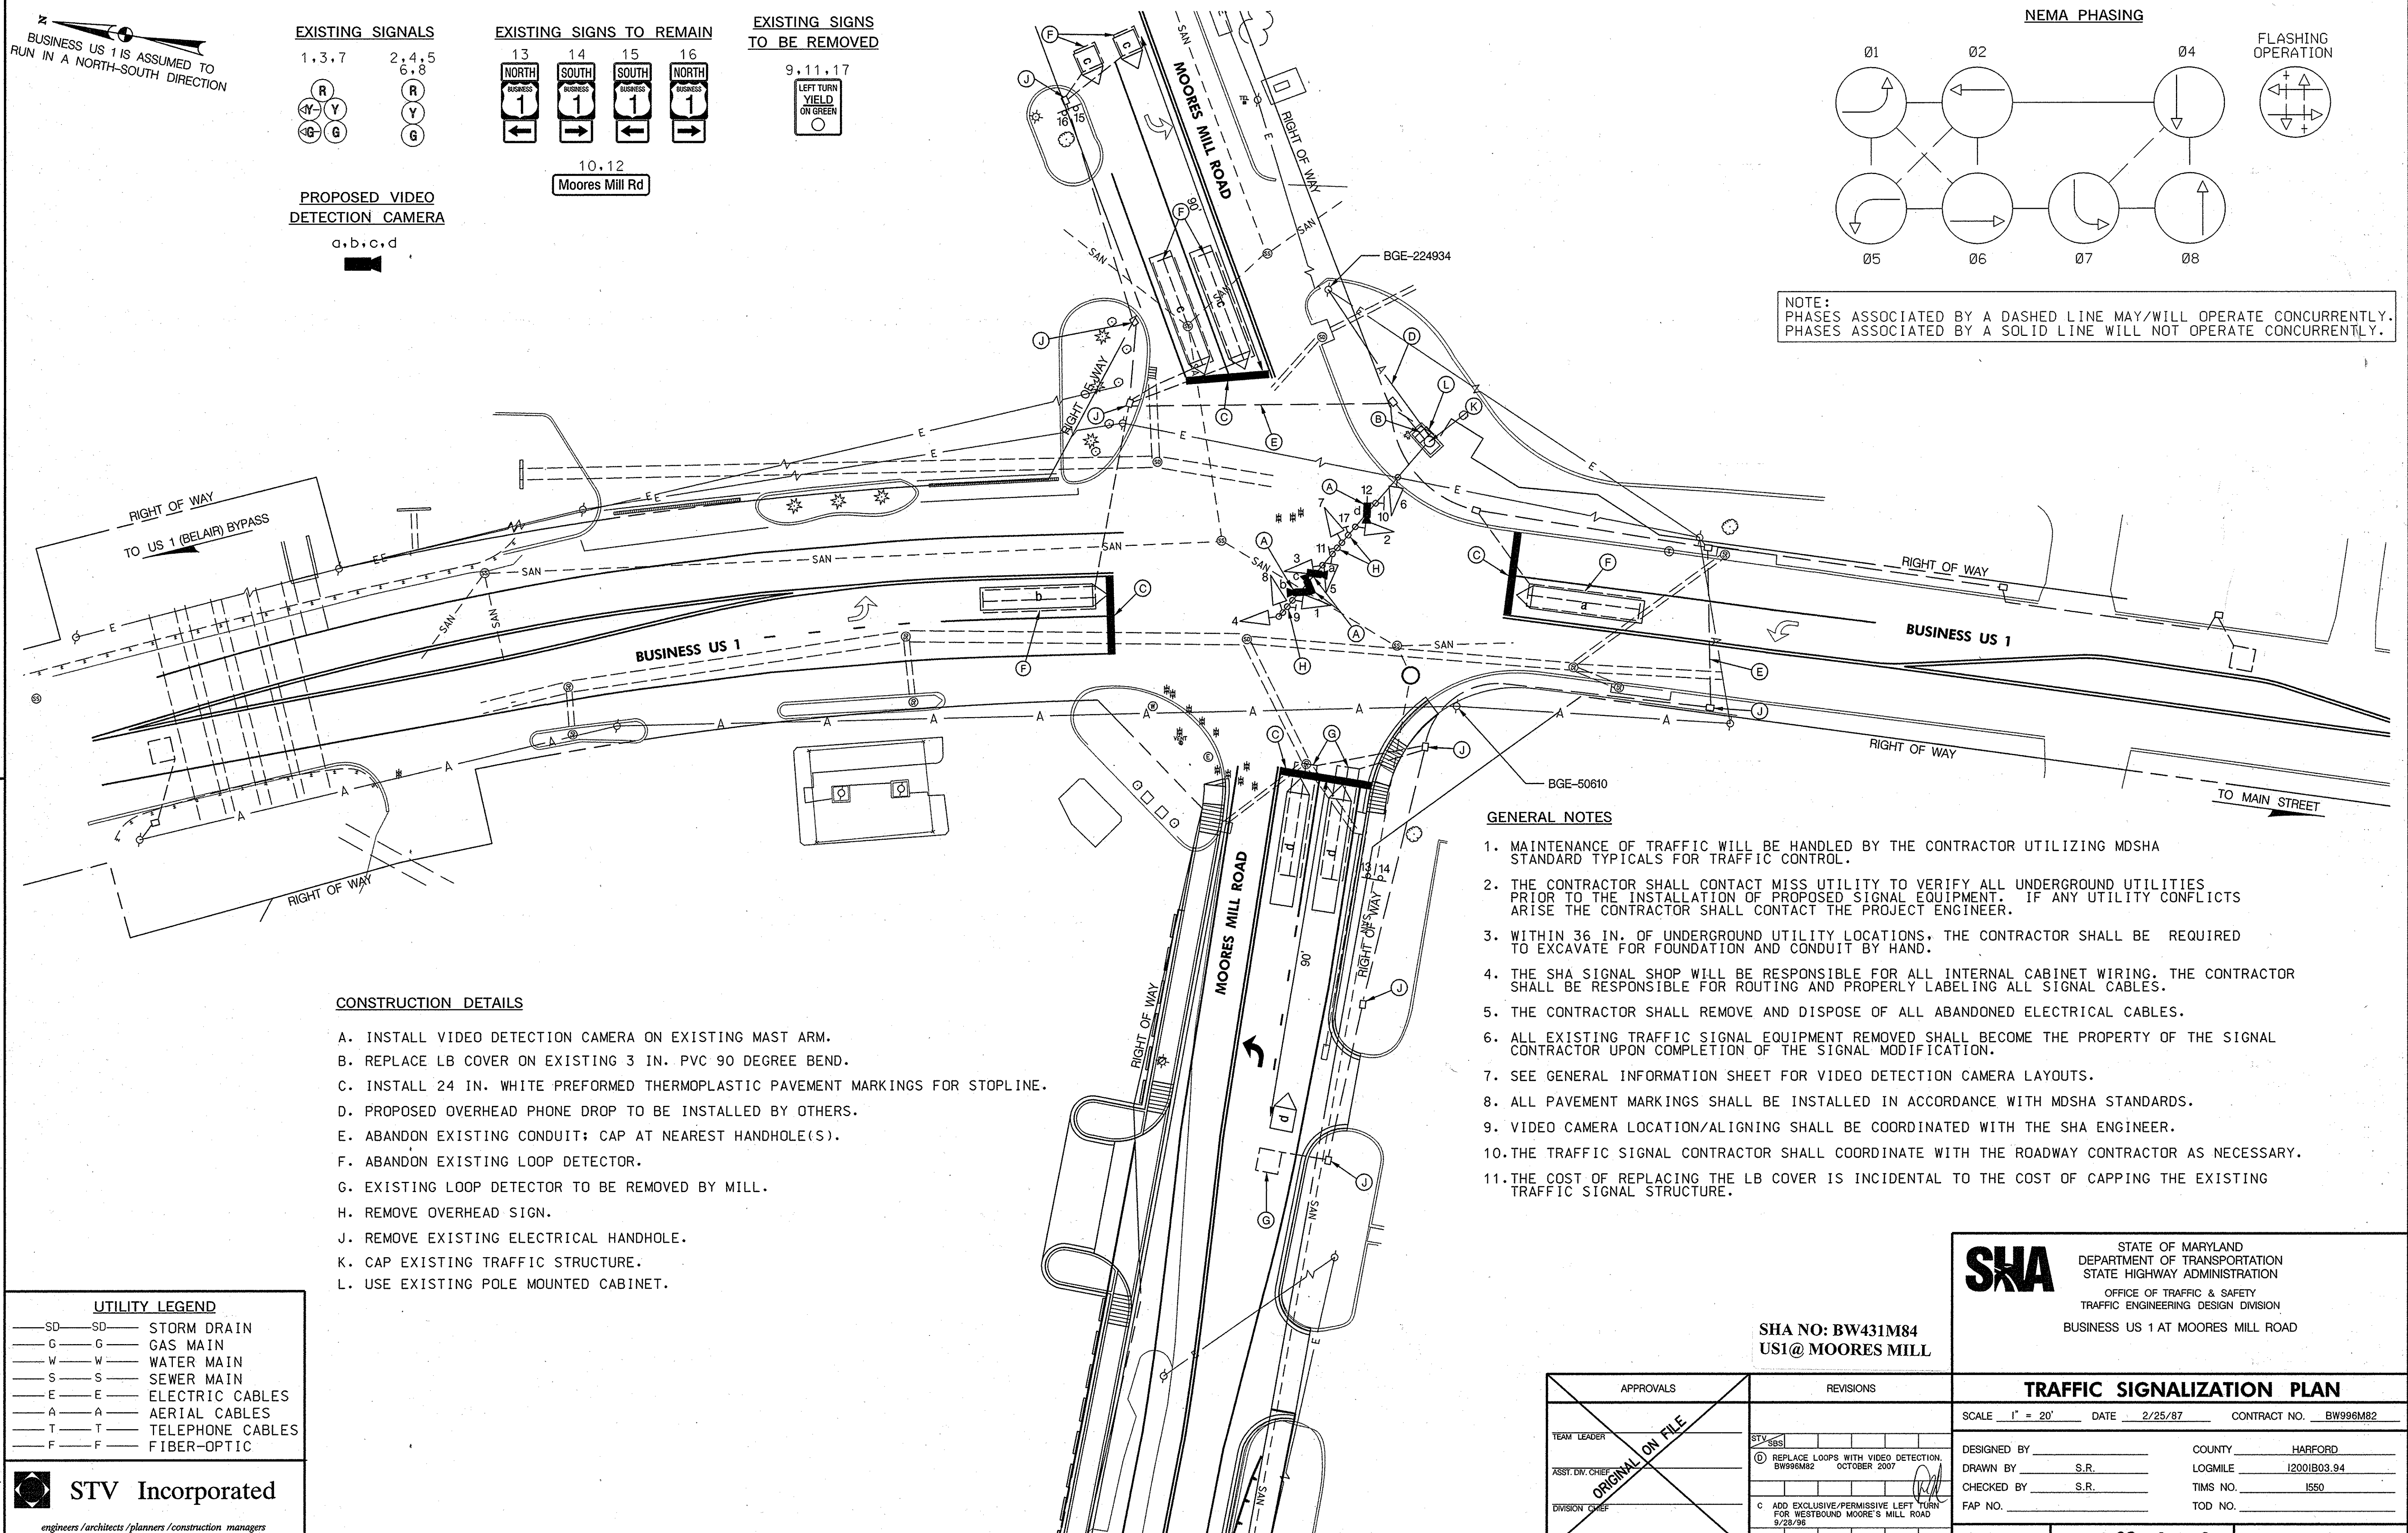 N
BUSINESS US 1 IS ASSUMED TO
RUN IN A NORTH-SOUTH DIRECTION
EXISTING SIGNALS
1,3,7
2,4,5
6,8
R
Y Y
G G
R
Y
G
EXISTING SIGNS TO REMAIN
13 14 15 16
NORTH SOUTH SOUTH NORTH
BUSINESS BUSINESS BUSINESS BUSINESS
1 1 1 1
10,12
Moores Mill Rd
EXISTING SIGNS
TO BE REMOVED
9,11,17
LEFT TURN
YIELD
ON GREEN
PROPOSED VIDEO
DETECTION CAMERA
a,b,c,d
NEMA PHASING
Ø1 Ø2 Ø4
FLASHING
OPERATION
Ø5 Ø6 Ø7 Ø8
NOTE:
PHASES ASSOCIATED BY A DASHED LINE MAY/WILL OPERATE CONCURRENTLY.
PHASES ASSOCIATED BY A SOLID LINE WILL NOT OPERATE CONCURRENTLY.
MOORES MILL ROAD
RIGHT OF WAY
90'
BGE-224934
RIGHT OF WAY
RIGHT OF WAY
TO US 1 (BELAIR) BYPASS
BUSINESS US 1
RIGHT OF WAY
RIGHT OF WAY
BUSINESS US 1
RIGHT OF WAY
TO MAIN STREET
BGE-50610
MOORES MILL ROAD
RIGHT OF WAY
RIGHT OF WAY
90'
GENERAL NOTES
1. MAINTENANCE OF TRAFFIC WILL BE HANDLED BY THE CONTRACTOR UTILIZING MDSHA
STANDARD TYPICALS FOR TRAFFIC CONTROL.
2. THE CONTRACTOR SHALL CONTACT MISS UTILITY TO VERIFY ALL UNDERGROUND UTILITIES
PRIOR TO THE INSTALLATION OF PROPOSED SIGNAL EQUIPMENT. IF ANY UTILITY CONFLICTS
ARISE THE CONTRACTOR SHALL CONTACT THE PROJECT ENGINEER.
3. WITHIN 36 IN. OF UNDERGROUND UTILITY LOCATIONS, THE CONTRACTOR SHALL BE REQUIRED
TO EXCAVATE FOR FOUNDATION AND CONDUIT BY HAND.
4. THE SHA SIGNAL SHOP WILL BE RESPONSIBLE FOR ALL INTERNAL CABINET WIRING. THE CONTRACTOR
SHALL BE RESPONSIBLE FOR ROUTING AND PROPERLY LABELING ALL SIGNAL CABLES.
5. THE CONTRACTOR SHALL REMOVE AND DISPOSE OF ALL ABANDONED ELECTRICAL CABLES.
6. ALL EXISTING TRAFFIC SIGNAL EQUIPMENT REMOVED SHALL BECOME THE PROPERTY OF THE SIGNAL
CONTRACTOR UPON COMPLETION OF THE SIGNAL MODIFICATION.
7. SEE GENERAL INFORMATION SHEET FOR VIDEO DETECTION CAMERA LAYOUTS.
8. ALL PAVEMENT MARKINGS SHALL BE INSTALLED IN ACCORDANCE WITH MDSHA STANDARDS.
9. VIDEO CAMERA LOCATION/ALIGNING SHALL BE COORDINATED WITH THE SHA ENGINEER.
10. THE TRAFFIC SIGNAL CONTRACTOR SHALL COORDINATE WITH THE ROADWAY CONTRACTOR AS NECESSARY.
11. THE COST OF REPLACING THE LB COVER IS INCIDENTAL TO THE COST OF CAPPING THE EXISTING
TRAFFIC SIGNAL STRUCTURE.
CONSTRUCTION DETAILS
A. INSTALL VIDEO DETECTION CAMERA ON EXISTING MAST ARM.
B. REPLACE LB COVER ON EXISTING 3 IN. PVC 90 DEGREE BEND.
C. INSTALL 24 IN. WHITE PREFORMED THERMOPLASTIC PAVEMENT MARKINGS FOR STOPLINE.
D. PROPOSED OVERHEAD PHONE DROP TO BE INSTALLED BY OTHERS.
E. ABANDON EXISTING CONDUIT; CAP AT NEAREST HANDHOLE(S).
F. ABANDON EXISTING LOOP DETECTOR.
G. EXISTING LOOP DETECTOR TO BE REMOVED BY MILL.
H. REMOVE OVERHEAD SIGN.
J. REMOVE EXISTING ELECTRICAL HANDHOLE.
K. CAP EXISTING TRAFFIC STRUCTURE.
L. USE EXISTING POLE MOUNTED CABINET.
UTILITY LEGEND
SD SD STORM DRAIN
G G GAS MAIN
W W WATER MAIN
S S SEWER MAIN
E E ELECTRIC CABLES
A A AERIAL CABLES
T T TELEPHONE CABLES
F F FIBER-OPTIC
STV Incorporated
engineers/architects/planners/construction managers
SHA NO: BW431M84
US1@ MOORES MILL
SHA
STATE OF MARYLAND
DEPARTMENT OF TRANSPORTATION
STATE HIGHWAY ADMINISTRATION
OFFICE OF TRAFFIC & SAFETY
TRAFFIC ENGINEERING DESIGN DIVISION
BUSINESS US 1 AT MOORES MILL ROAD
TRAFFIC SIGNALIZATION PLAN
SCALE 1" = 20' DATE 2/25/87 CONTRACT NO. BW996M82
DESIGNED BY
COUNTY HARFORD
DRAWN BY S.R.
LOGMILE 12001B03.94
CHECKED BY S.R.
TIMS NO. I550
FAP NO.
TOD NO.
APPROVALS
TEAM LEADER
ASST. DIV. CHIEF
DIVISION CHIEF
ORIGINAL ON FILE
REVISIONS
STV SBS
D REPLACE LOOPS WITH VIDEO DETECTION.
BW996M82 OCTOBER 2007
C ADD EXCLUSIVE/PERMISSIVE LEFT TURN
FOR WESTBOUND MOORE'S MILL ROAD
9/28/96